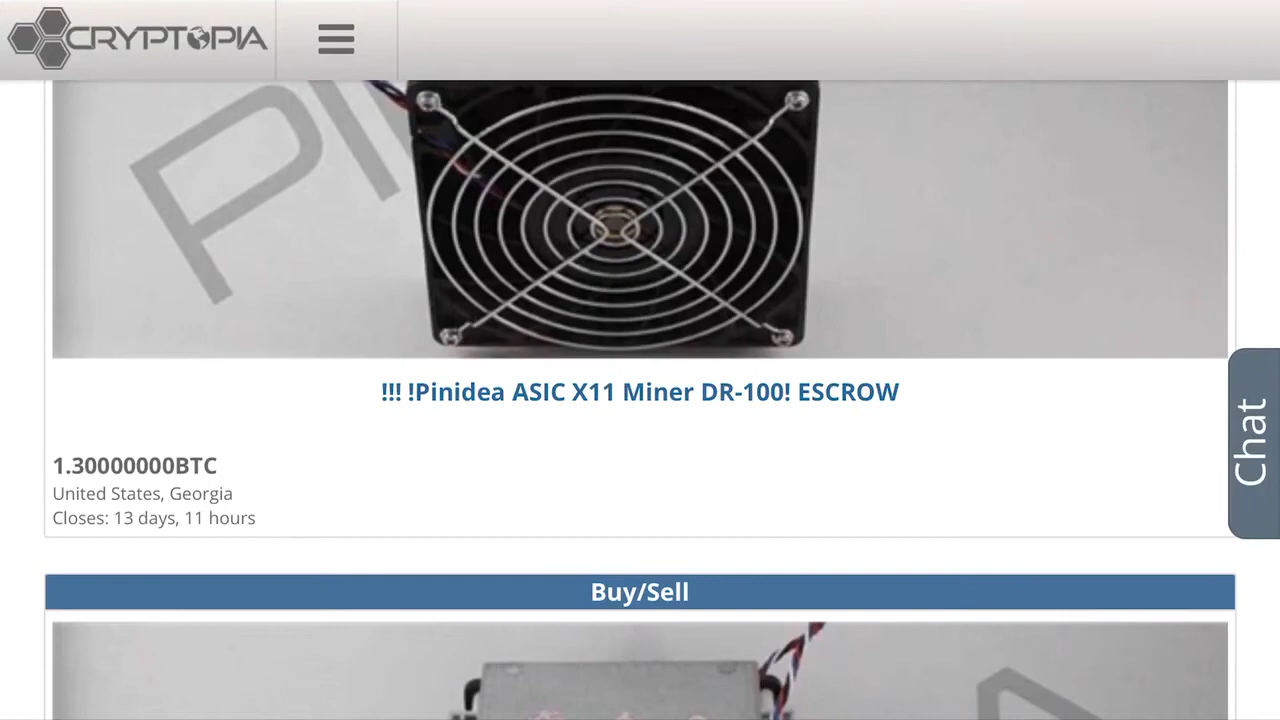 CRYPTOPIA
PIN
!!! !Pinidea ASIC X11 Miner DR-100! ESCROW
1.30000000BTC
United States, Georgia
Closes: 13 days, 11 hours
Chat
Buy/Sell
A